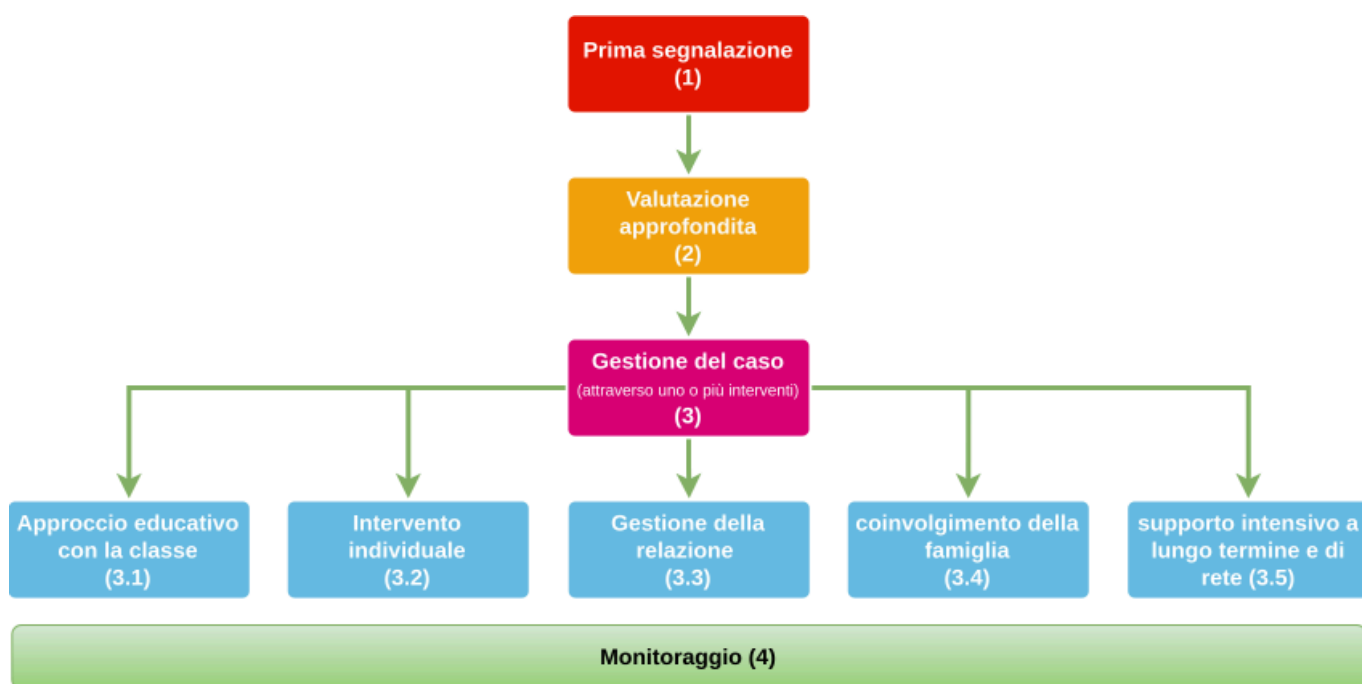 Prima segnalazione
(1)
Valutazione
approfondita
(2)
Gestione del caso
(attraverso uno o più interventi)
(3)
Approccio educativo
con la classe
(3.1)
Intervento
individuale
(3.2)
Gestione della
relazione
(3.3)
coinvolgimento della
famiglia
(3.4)
supporto intensivo a
lungo termine e di
rete (3.5)
Monitoraggio (4)